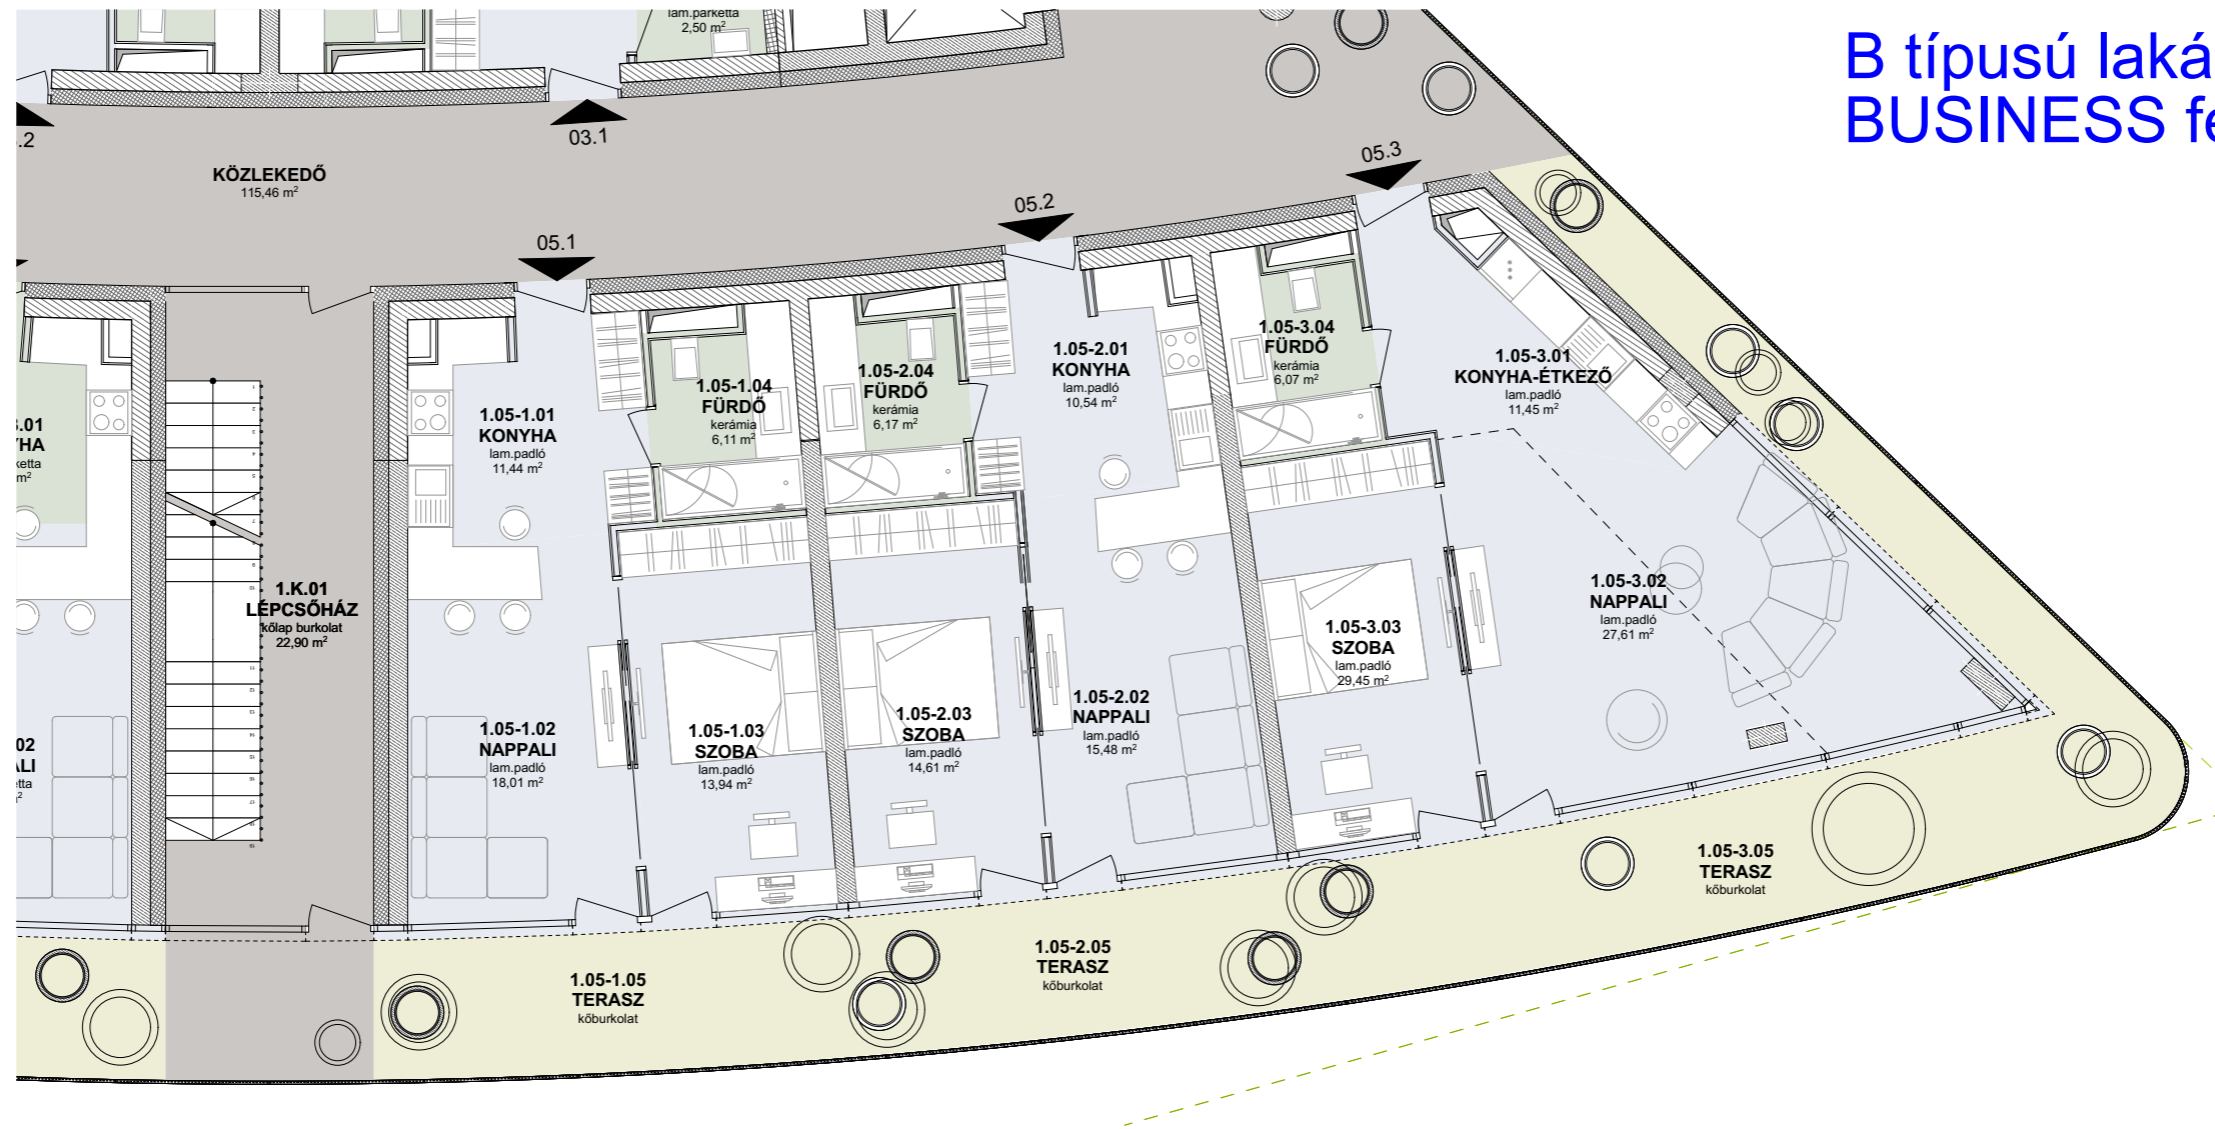 lam.parketta
2,50 m²
B típusú laká
BUSINESS fe
.2
03.1
KÖZLEKEDŐ
115,46 m²
05.3
05.2
05.1
1.05-3.04
FÜRDŐ
kerámia
6,07 m²
1.05-3.01
KONYHA-ÉTKEZŐ
lam.padló
11,45 m²
1.05-2.01
KONYHA
lam.padló
10,54 m²
1.05-2.04
FÜRDŐ
kerámia
6,17 m²
1.05-1.04
FÜRDŐ
kerámia
6,11 m²
1.05-1.01
KONYHA
lam.padló
11,44 m²
.01
HA
ketta
m²
1.K.01
LÉPCSŐHÁZ
kőlap burkolat
22,90 m²
1.05-3.02
NAPPALI
lam.padló
27,61 m²
1.05-3.03
SZOBA
lam.padló
29,45 m²
1.05-2.02
NAPPALI
lam.padló
15,48 m²
1.05-2.03
SZOBA
lam.padló
14,61 m²
1.05-1.03
SZOBA
lam.padló
13,94 m²
1.05-1.02
NAPPALI
lam.padló
18,01 m²
02
ALI
etta
1.05-3.05
TERASZ
kőburkolat
1.05-2.05
TERASZ
kőburkolat
1.05-1.05
TERASZ
kőburkolat